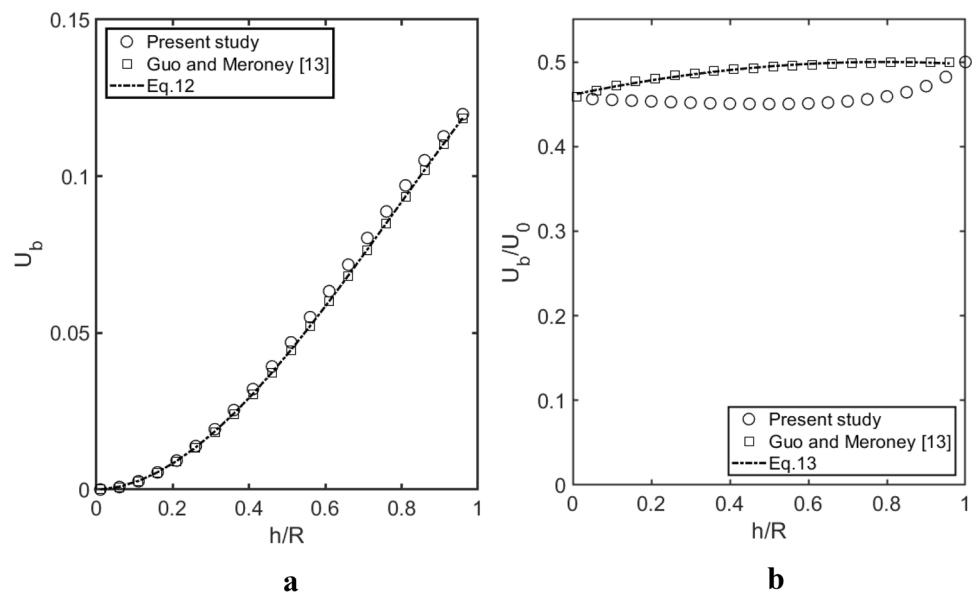 0.15
0.1
0.05
0
U_b
Present study
Guo and Meroney [13]
Eq.12
0 0.2 0.4 0.6 0.8 1
h/R
a
0.5
0.4
0.3
0.2
0.1
0
U_b/U_0
Present study
Guo and Meroney [13]
Eq.13
0 0.2 0.4 0.6 0.8 1
h/R
b